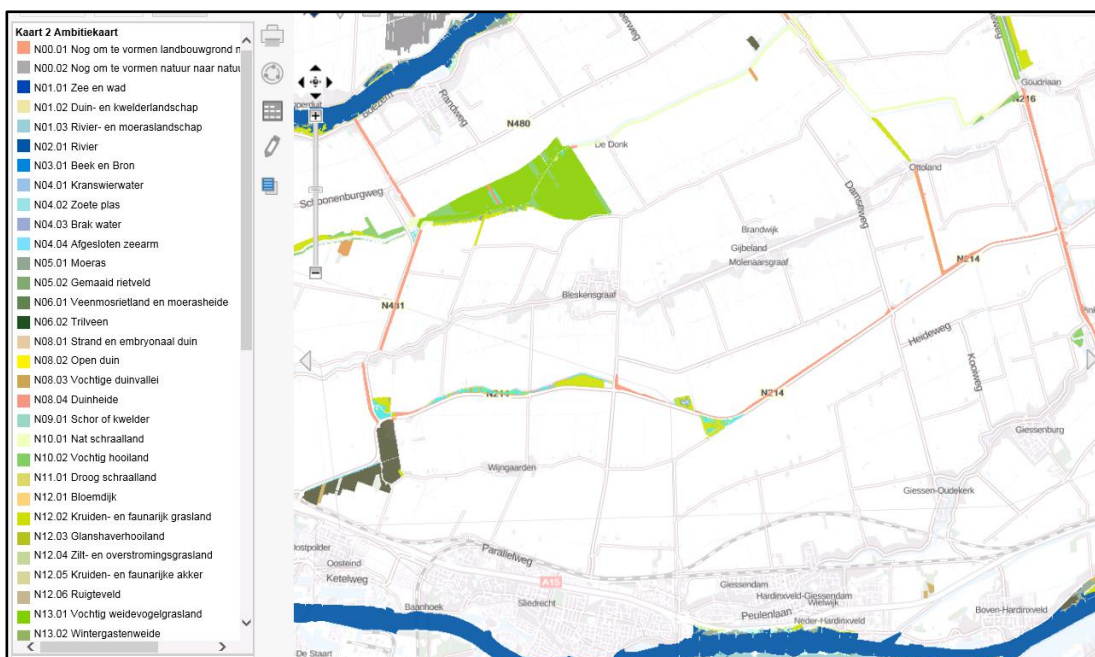 Kaart 2 Ambitiekaart
N00.01 Nog om te vormen landbouwgrond n
N00.02 Nog om te vormen natuur naar natuu
N01.01 Zee en wad
N01.02 Duin- en kwelderlandschap
N01.03 Rivier- en moeraslandschap
N02.01 Rivier
N03.01 Beek en Bron
N04.01 Kranswierwater
N04.02 Zoete plas
N04.03 Brak water
N04.04 Afgesloten zeearm
N05.01 Moeras
N05.02 Gemaaid rietveld
N06.01 Veenmosrietland en moerasheide
N06.02 Trilveen
N08.01 Strand en embryonaal duin
N08.02 Open duin
N08.03 Vochtige duinvallei
N08.04 Duinheide
N09.01 Schor of kwelder
N10.01 Nat schraalland
N10.02 Vochtig hooiland
N11.01 Droog schraalland
N12.01 Bloemdijk
N12.02 Kruiden- en faunarijk grasland
N12.03 Glanshaverhooiland
N12.04 Zilt- en overstromingsgrasland
N12.05 Kruiden- en faunarijke akker
N12.06 Ruigteveld
N13.01 Vochtig weidevogelgrasland
N13.02 Wintergastenweide
Goudriaan
N216
Randweg
N480
De Donk
Ottoland
Schoonenburgweg
Damseweg
Brandwijk
Gijbeland
Molenaarsgraaf
N214
Bleskensgraaf
N481
Heideweg
Kooiweg
N214
N214
Giessenburg
Wijngaarden
Giessen-Oudekerk
Oostpolder
Oosteind
Ketelweg
Parallelweg
A15
Baanhoek
Sliedrecht
Giessendam
Hardinxveld-Giessendam
Wielwijk
Peulenlaan
Neder-Hardinxveld
Boven-Hardinxveld
De Staart